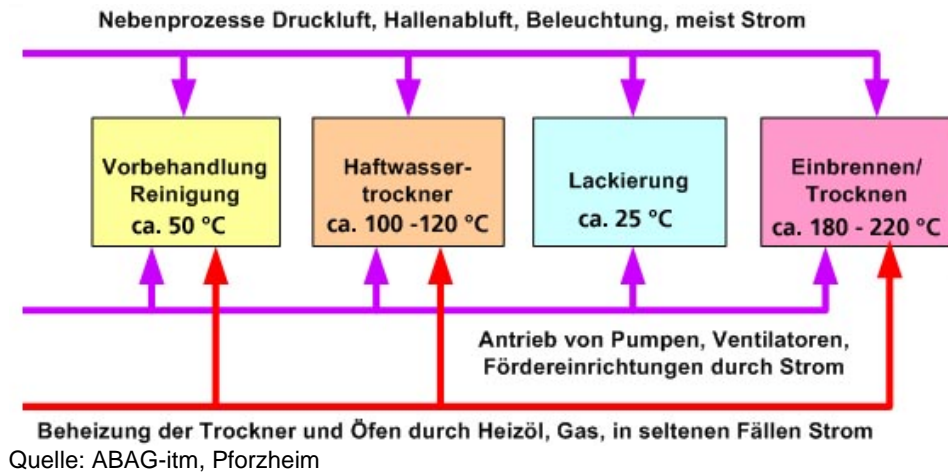 Nebenprozesse Druckluft, Hallenabluft, Beleuchtung, meist Strom
Vorbehandlung
Reinigung
ca. 50 °C
Haftwasser-
trockner
ca. 100 -120 °C
Lackierung
ca. 25 °C
Einbrennen/
Trocknen
ca. 180 - 220 °C
Antrieb von Pumpen, Ventilatoren,
Fördereinrichtungen durch Strom
Beheizung der Trockner und Öfen durch Heizöl, Gas, in seltenen Fällen Strom
Quelle: ABAG-itm, Pforzheim